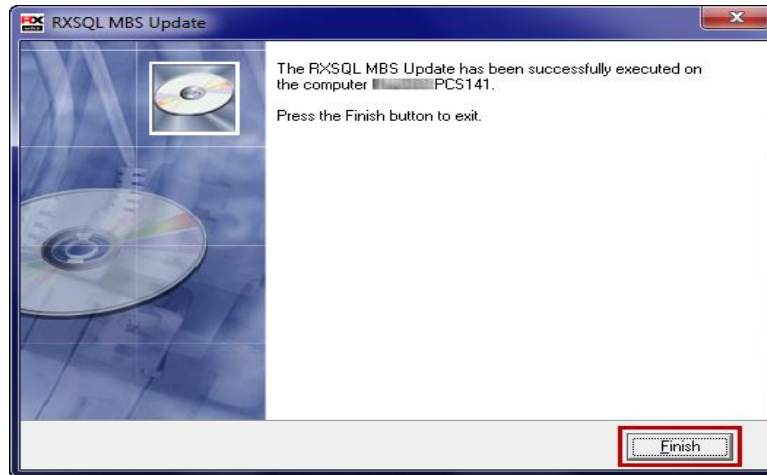 RX
RXSQL MBS Update
The RXSQL MBS Update has been successfully executed on
the computer PCS141.
Press the Finish button to exit.
Finish